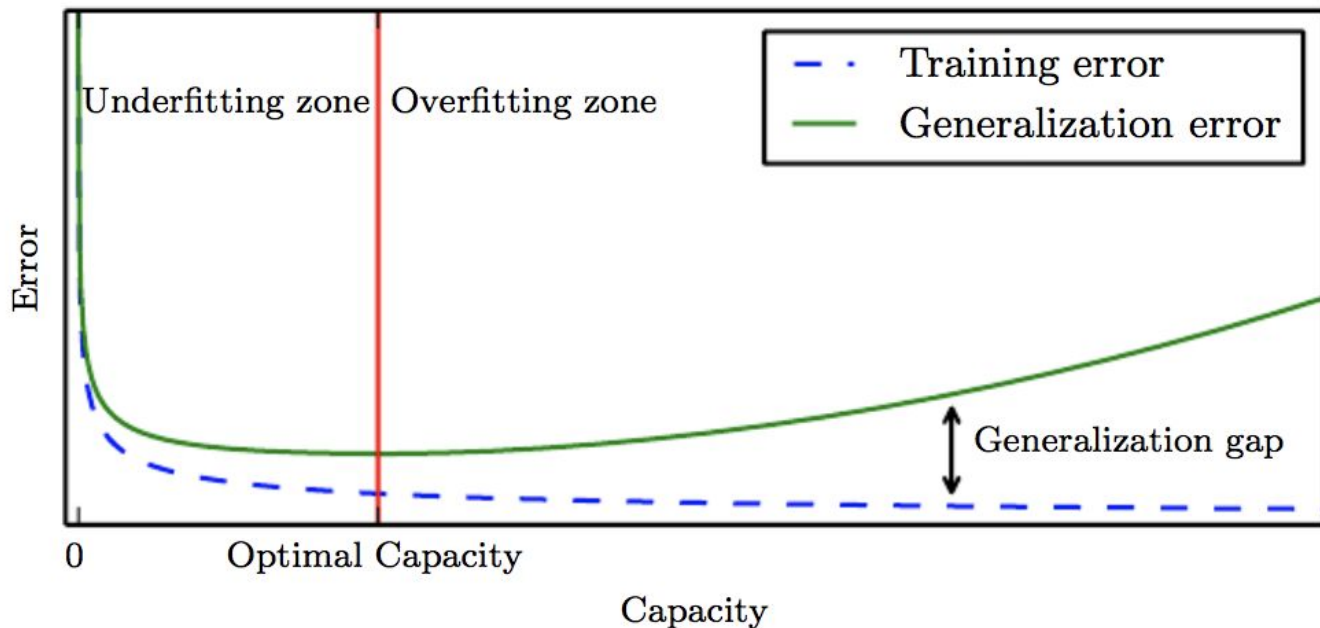 Training error
Generalization error
Underfitting zone
Overfitting zone
Error
Generalization gap
0
Optimal Capacity
Capacity